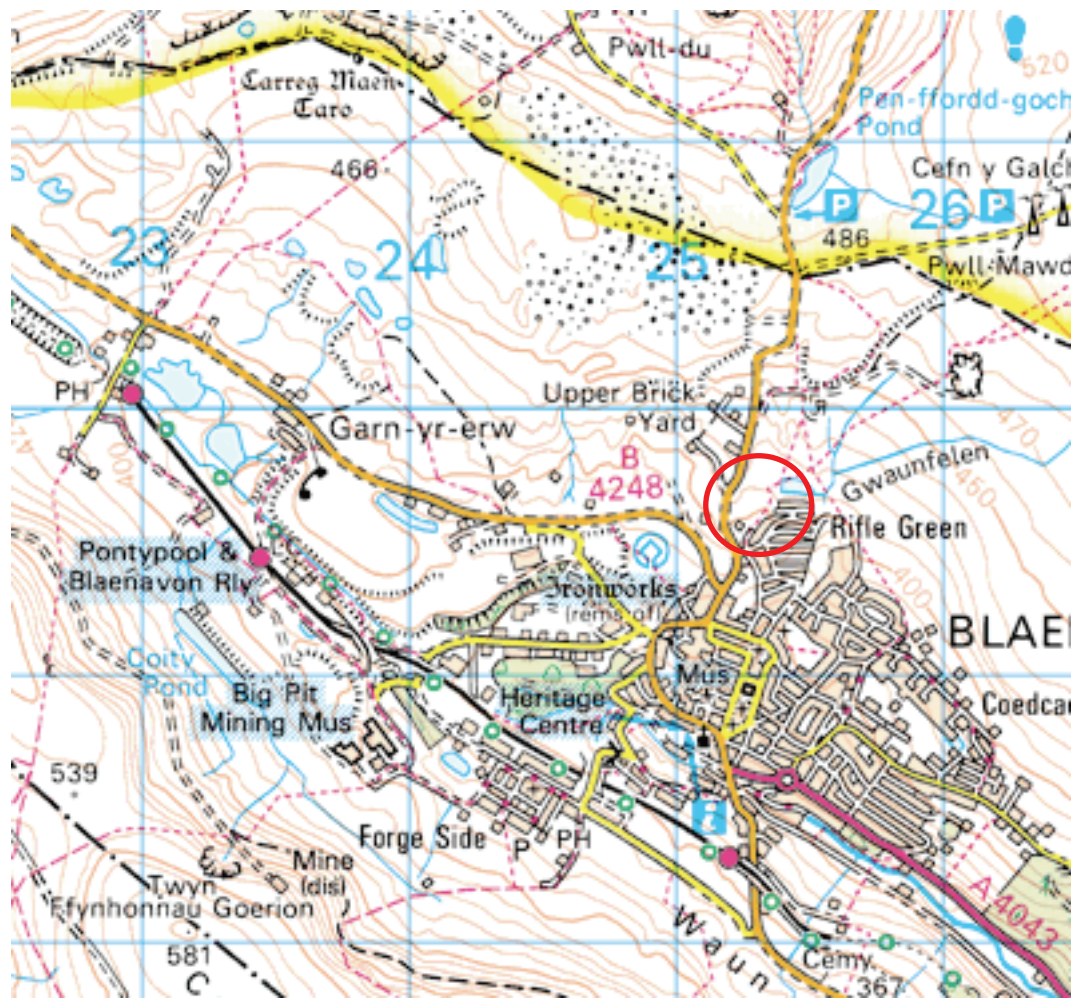 Pwll-du
520
Carreg Maen
Taro
Pen-ffordd-goch
Pond
466
Cefn y Galch
P
26
P
23
24
25
486
Pwll-Mawd
PH
Upper Brick
Yard
Garn-yr-erw
470
B
4248
Gwaunfelen
450
400
Rifle Green
Pontypool &
Blaenavon Rly
400
Ironworks
(rems of)
BLAE
Coity
Pond
Big Pit
Mining Mus
Heritage
Centre
Mus
Coedca
539
i
Forge Side
P
PH
Mine
(dis)
Twyn
Ffynhonnau Goerion
A 4043
Waun
581
C
Cemy
367